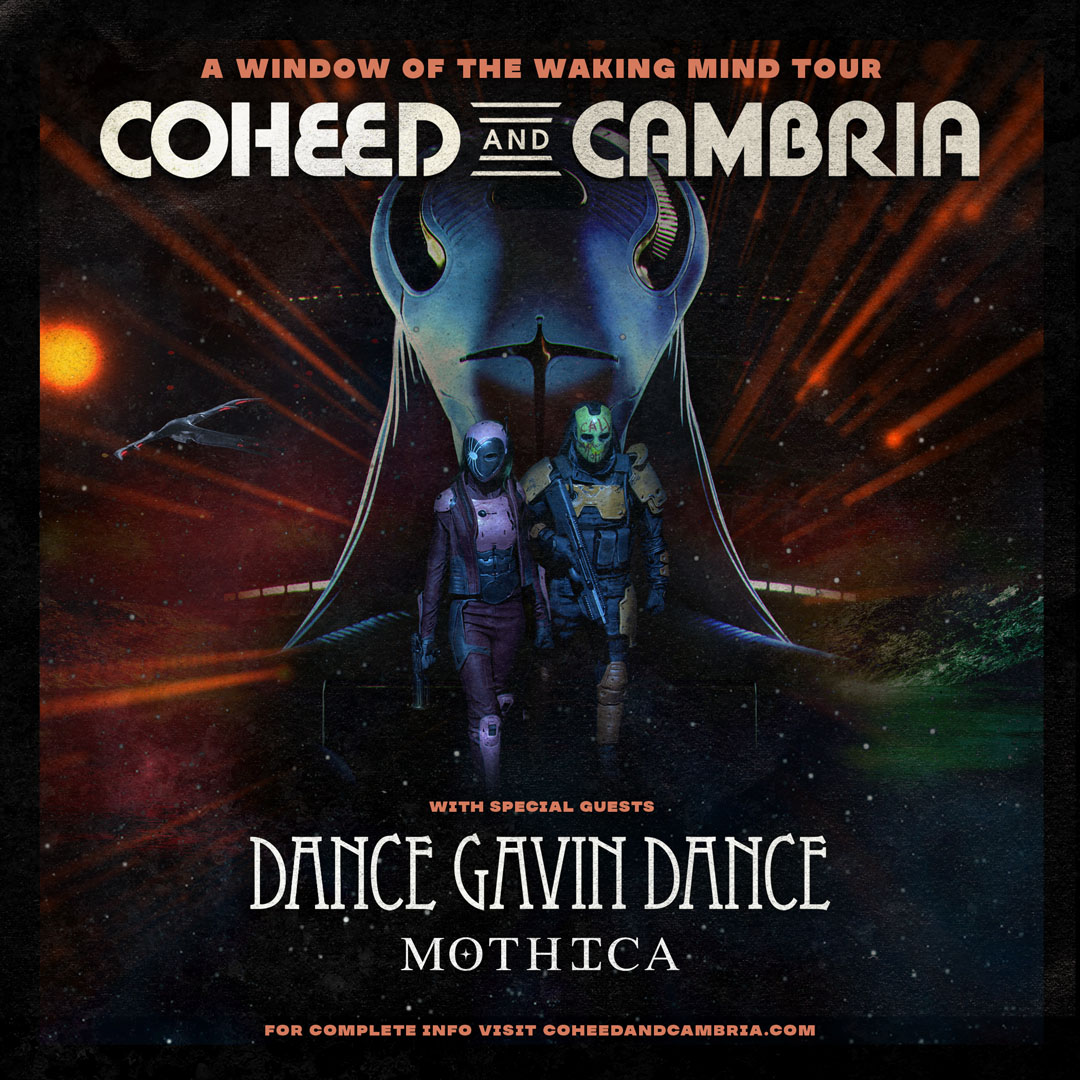 A WINDOW OF THE WAKING MIND TOUR
COHEED AND CAMBRIA
CAL
WITH SPECIAL GUESTS
DANCE GAVIN DANCE
MOTHICA
FOR COMPLETE INFO VISIT COHEEDANDCAMBRIA.COM